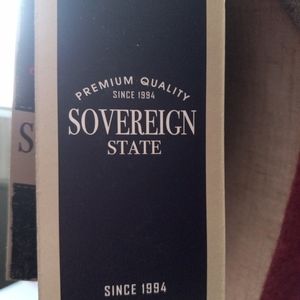 PREMIUM QUALITY
SINCE 1994
SOVEREIGN
STATE
SINCE 1994
S